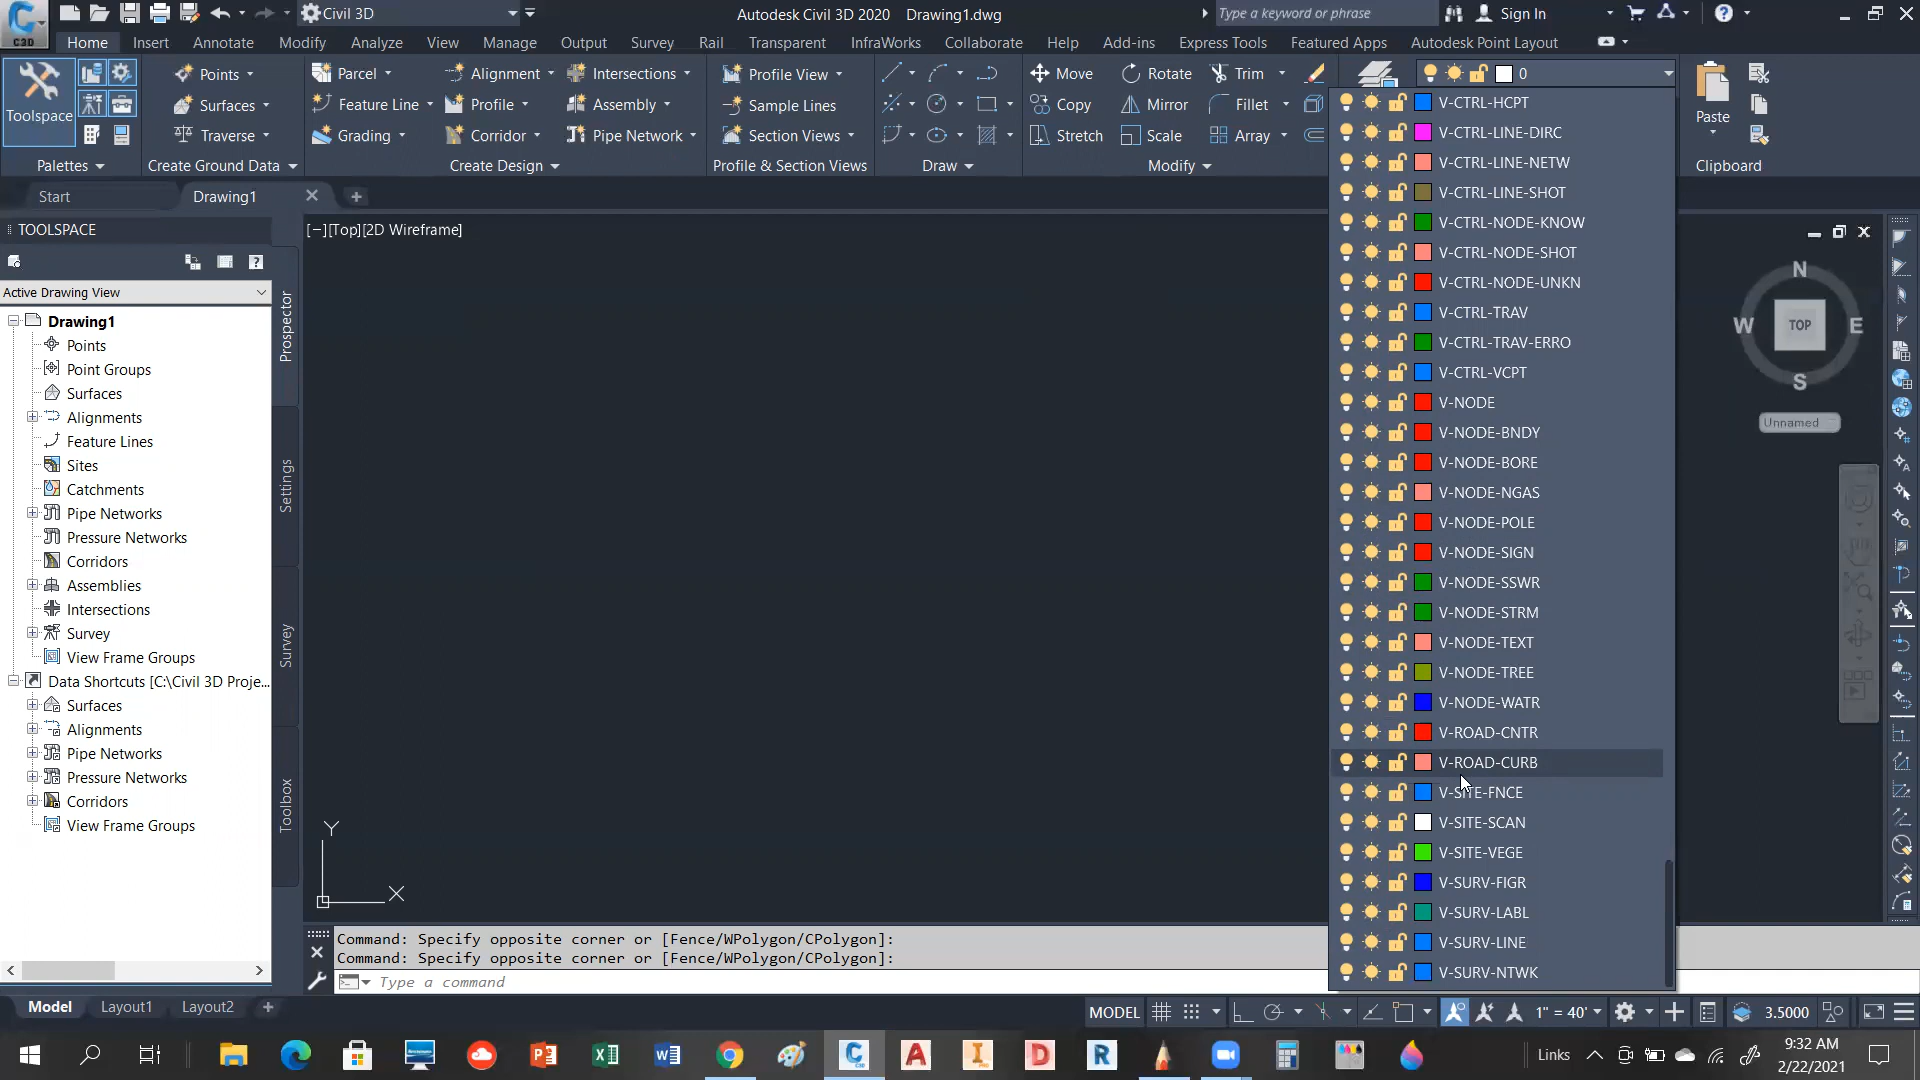 C3D
Civil 3D
Autodesk Civil 3D 2020 Drawing1.dwg
Type a keyword or phrase
Sign In
Home Insert Annotate Modify Analyze View Manage Output Survey Rail Transparent InfraWorks Collaborate Help Add-ins Express Tools Featured Apps Autodesk Point Layout
Toolspace
Palettes
Points
Surfaces
Traverse
Create Ground Data
Parcel
Feature Line
Grading
Alignment
Profile
Corridor
Intersections
Assembly
Pipe Network
Create Design
Profile View
Sample Lines
Section Views
Profile & Section Views
Draw
Move
Copy
Stretch
Rotate
Mirror
Scale
Trim
Fillet
Array
Modify
0
Paste
Clipboard
Start
Drawing1
TOOLSPACE
Active Drawing View
Drawing1
Points
Point Groups
Surfaces
Alignments
Feature Lines
Sites
Catchments
Pipe Networks
Pressure Networks
Corridors
Assemblies
Intersections
Survey
View Frame Groups
Data Shortcuts [C:\Civil 3D Proje...
Surfaces
Alignments
Pipe Networks
Pressure Networks
Corridors
View Frame Groups
Prospector
Settings
Survey
Toolbox
[−][Top][2D Wireframe]
Y
X
V-CTRL-HCPT
V-CTRL-LINE-DIRC
V-CTRL-LINE-NETW
V-CTRL-LINE-SHOT
V-CTRL-NODE-KNOW
V-CTRL-NODE-SHOT
V-CTRL-NODE-UNKN
V-CTRL-TRAV
V-CTRL-TRAV-ERRO
V-CTRL-VCPT
V-NODE
V-NODE-BNDY
V-NODE-BORE
V-NODE-NGAS
V-NODE-POLE
V-NODE-SIGN
V-NODE-SSWR
V-NODE-STRM
V-NODE-TEXT
V-NODE-TREE
V-NODE-WATR
V-ROAD-CNTR
V-ROAD-CURB
V-SITE-FNCE
V-SITE-SCAN
V-SITE-VEGE
V-SURV-FIGR
V-SURV-LABL
V-SURV-LINE
V-SURV-NTWK
N
W TOP E
S
Unnamed
Command: Specify opposite corner or [Fence/WPolygon/CPolygon]:
Command: Specify opposite corner or [Fence/WPolygon/CPolygon]:
Type a command
Model Layout1 Layout2
MODEL
1" = 40'
3.5000
Links
9:32 AM
2/22/2021